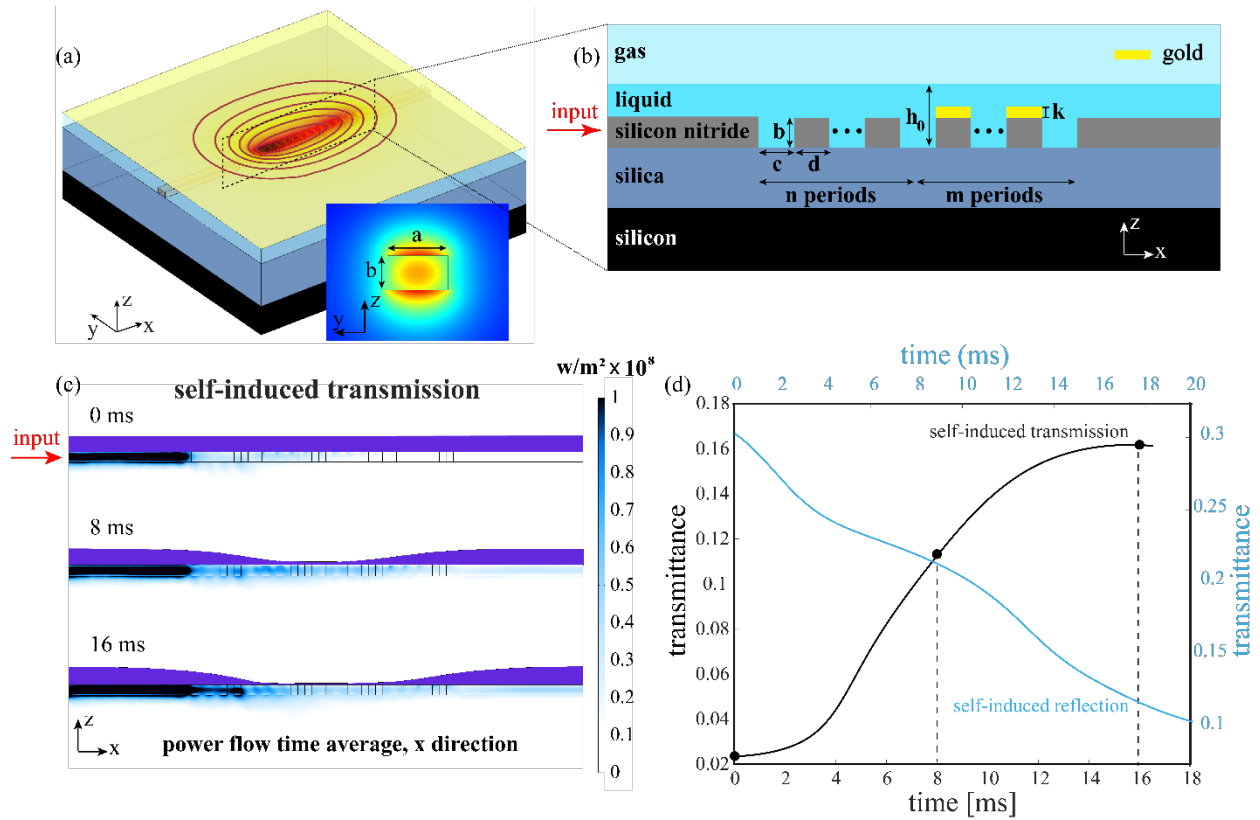 (a)
z
y
x
a
b
z
y
(b)
gas
gold
liquid
input
silicon nitride
b
h₀
k
c
d
n periods
m periods
silica
silicon
z
x
(c)
self-induced transmission
w/m² × 10⁸
0 ms
input
8 ms
16 ms
z
x
power flow time average, x direction
1
0.9
0.8
0.7
0.6
0.5
0.4
0.3
0.2
0.1
0
(d)
time (ms)
0 2 4 6 8 10 12 14 16 18 20
0.18
0.16
0.14
0.12
0.1
0.08
0.06
0.04
0.02
transmittance
self-induced transmission
self-induced reflection
0.3
0.25
0.2
0.15
0.1
transmittance
0 2 4 6 8 10 12 14 16 18
time [ms]